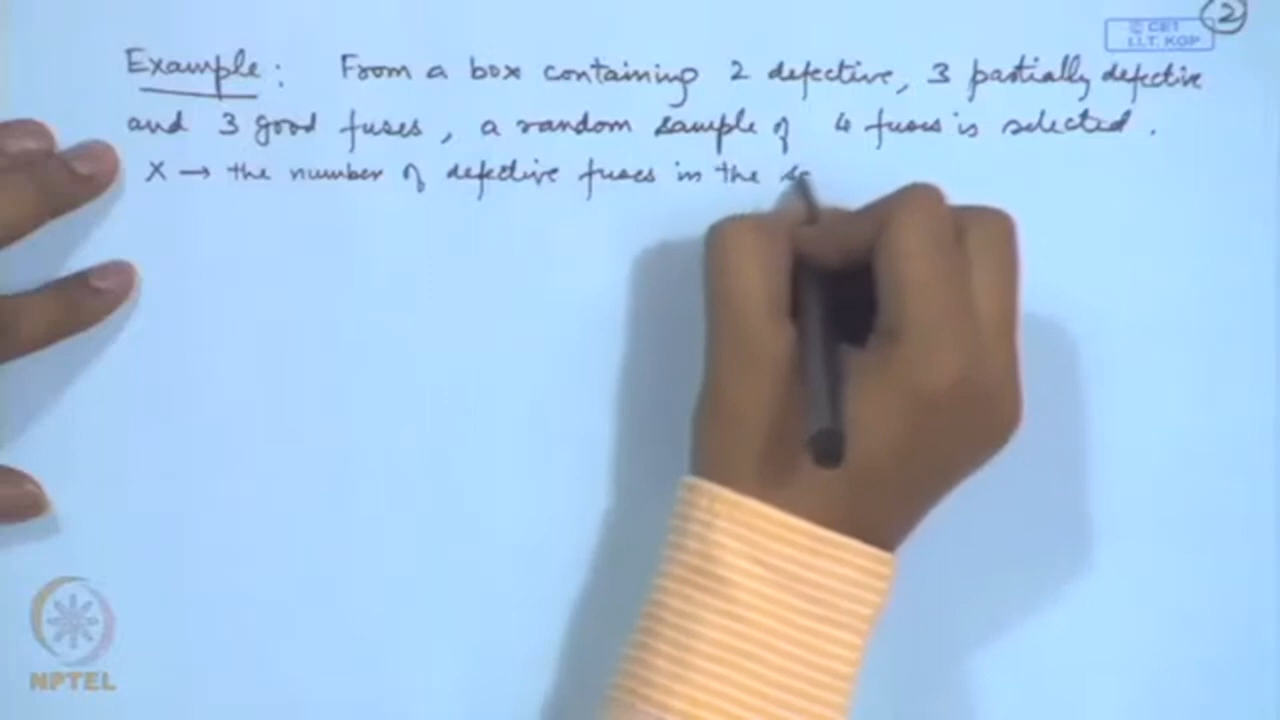 2
© CET
I.I.T. KGP
Example: From a box containing 2 defective, 3 partially defective
and 3 good fuses, a random sample of 4 fuses is selected.
X → the number of defective fuses in the
NPTEL